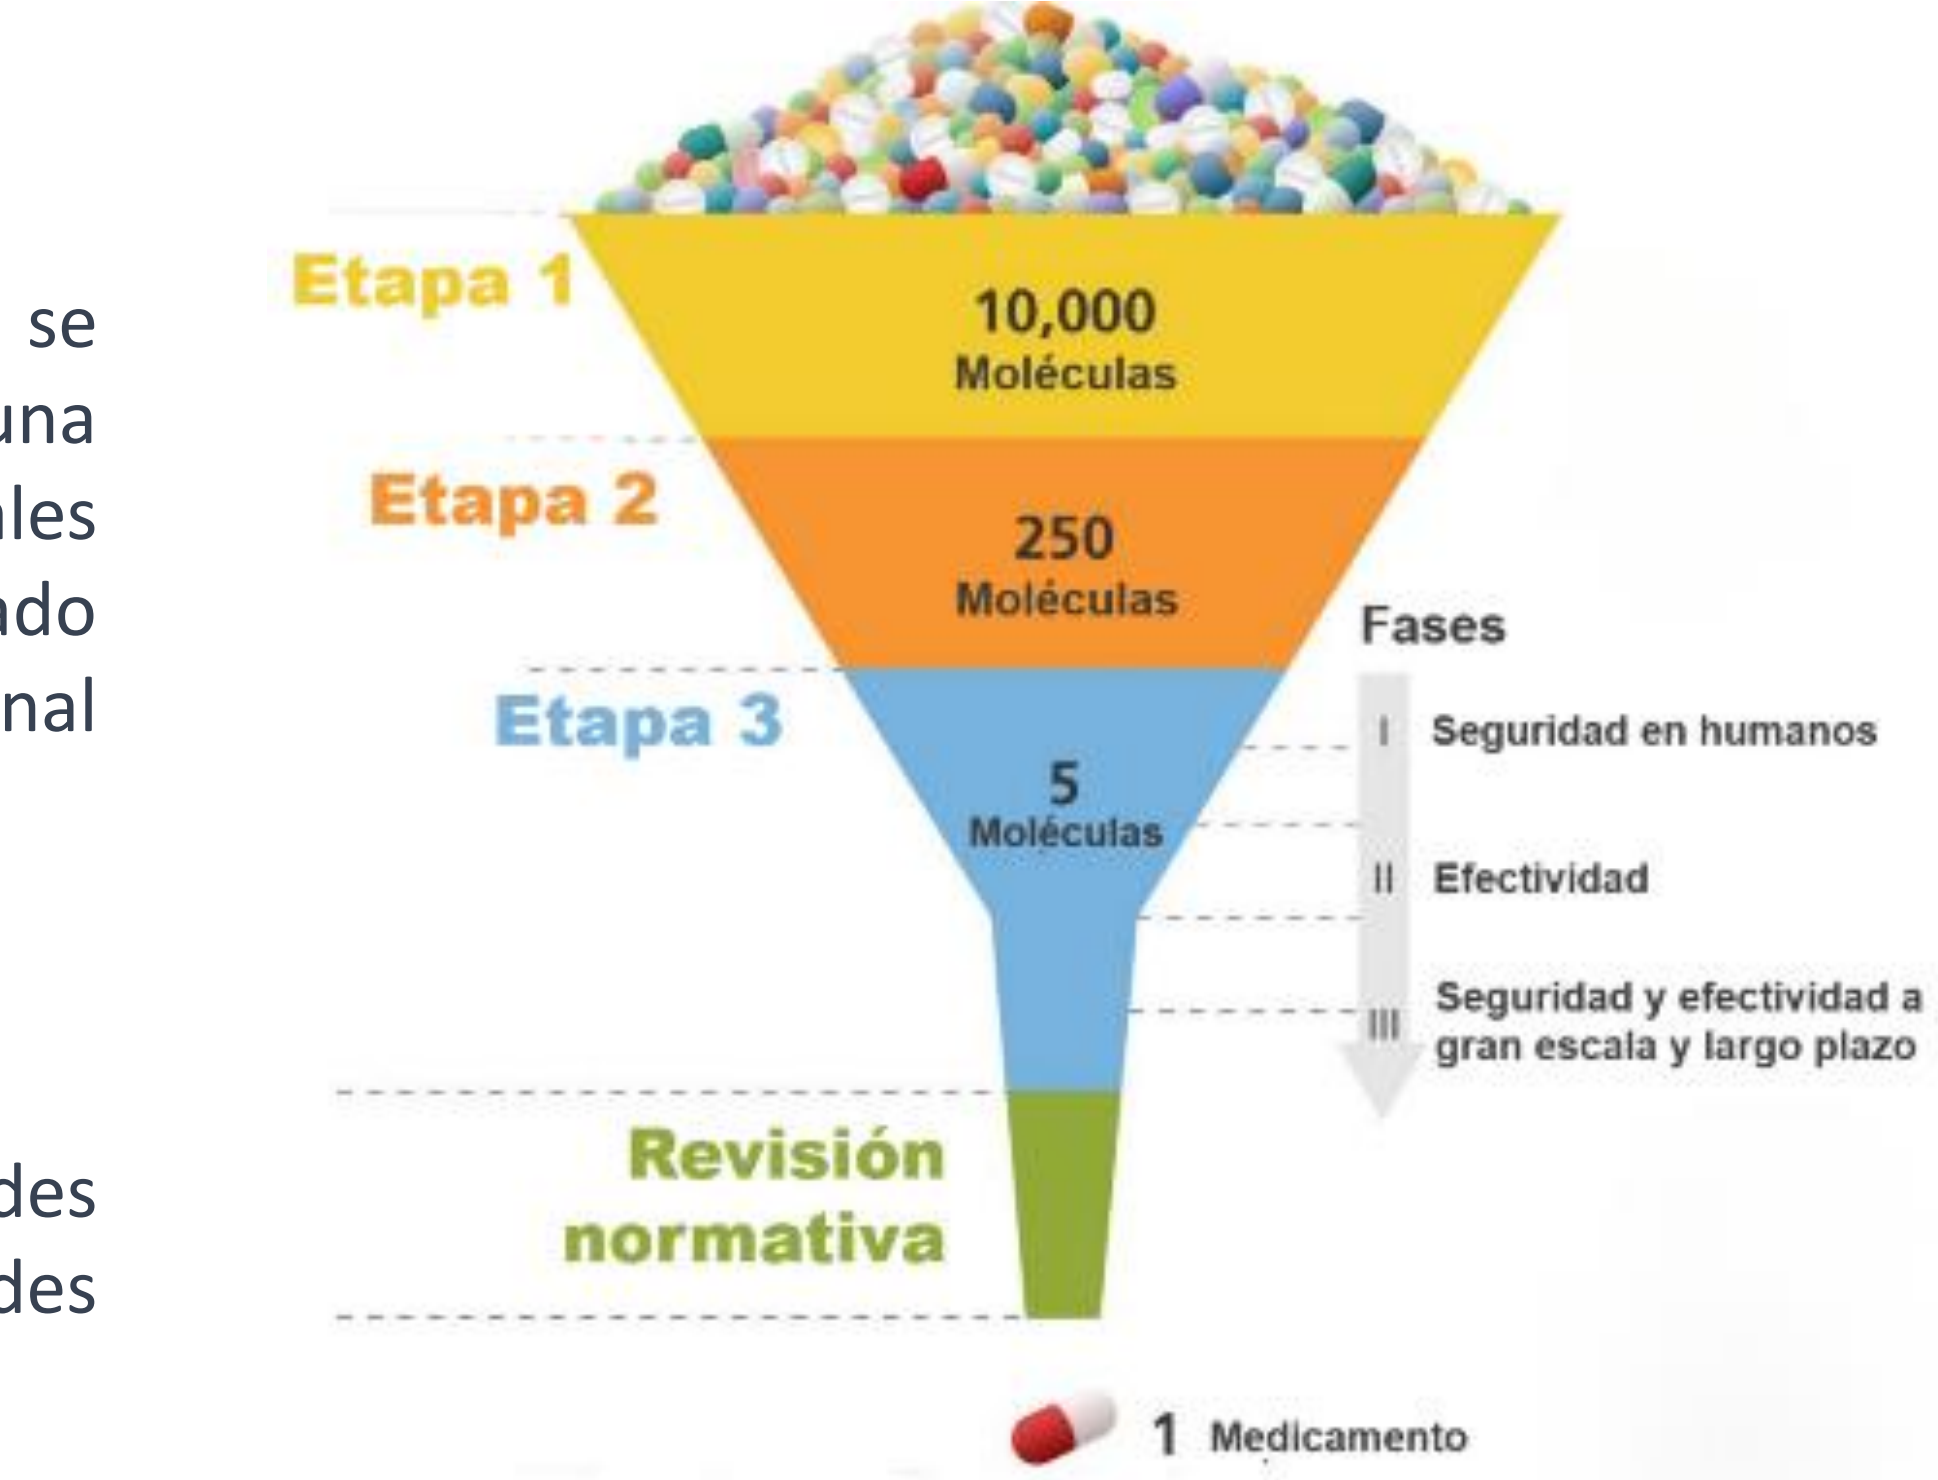 se
una
ales
ado
nal
des
des
Etapa 1
10,000
Moléculas
Etapa 2
250
Moléculas
Etapa 3
5
Moléculas
Fases
I Seguridad en humanos
II Efectividad
III Seguridad y efectividad a
gran escala y largo plazo
Revisión
normativa
1 Medicamento